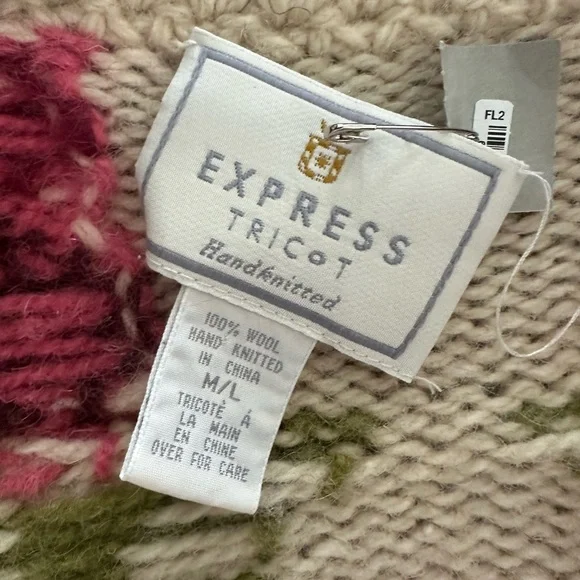 FL2
EXPRESS
TRICOT
Handknitted
100% WOOL
HAND KNITTED
IN CHINA
M/L
TRICOTÉ Á
LA MAIN
EN CHINE
OVER FOR CARE